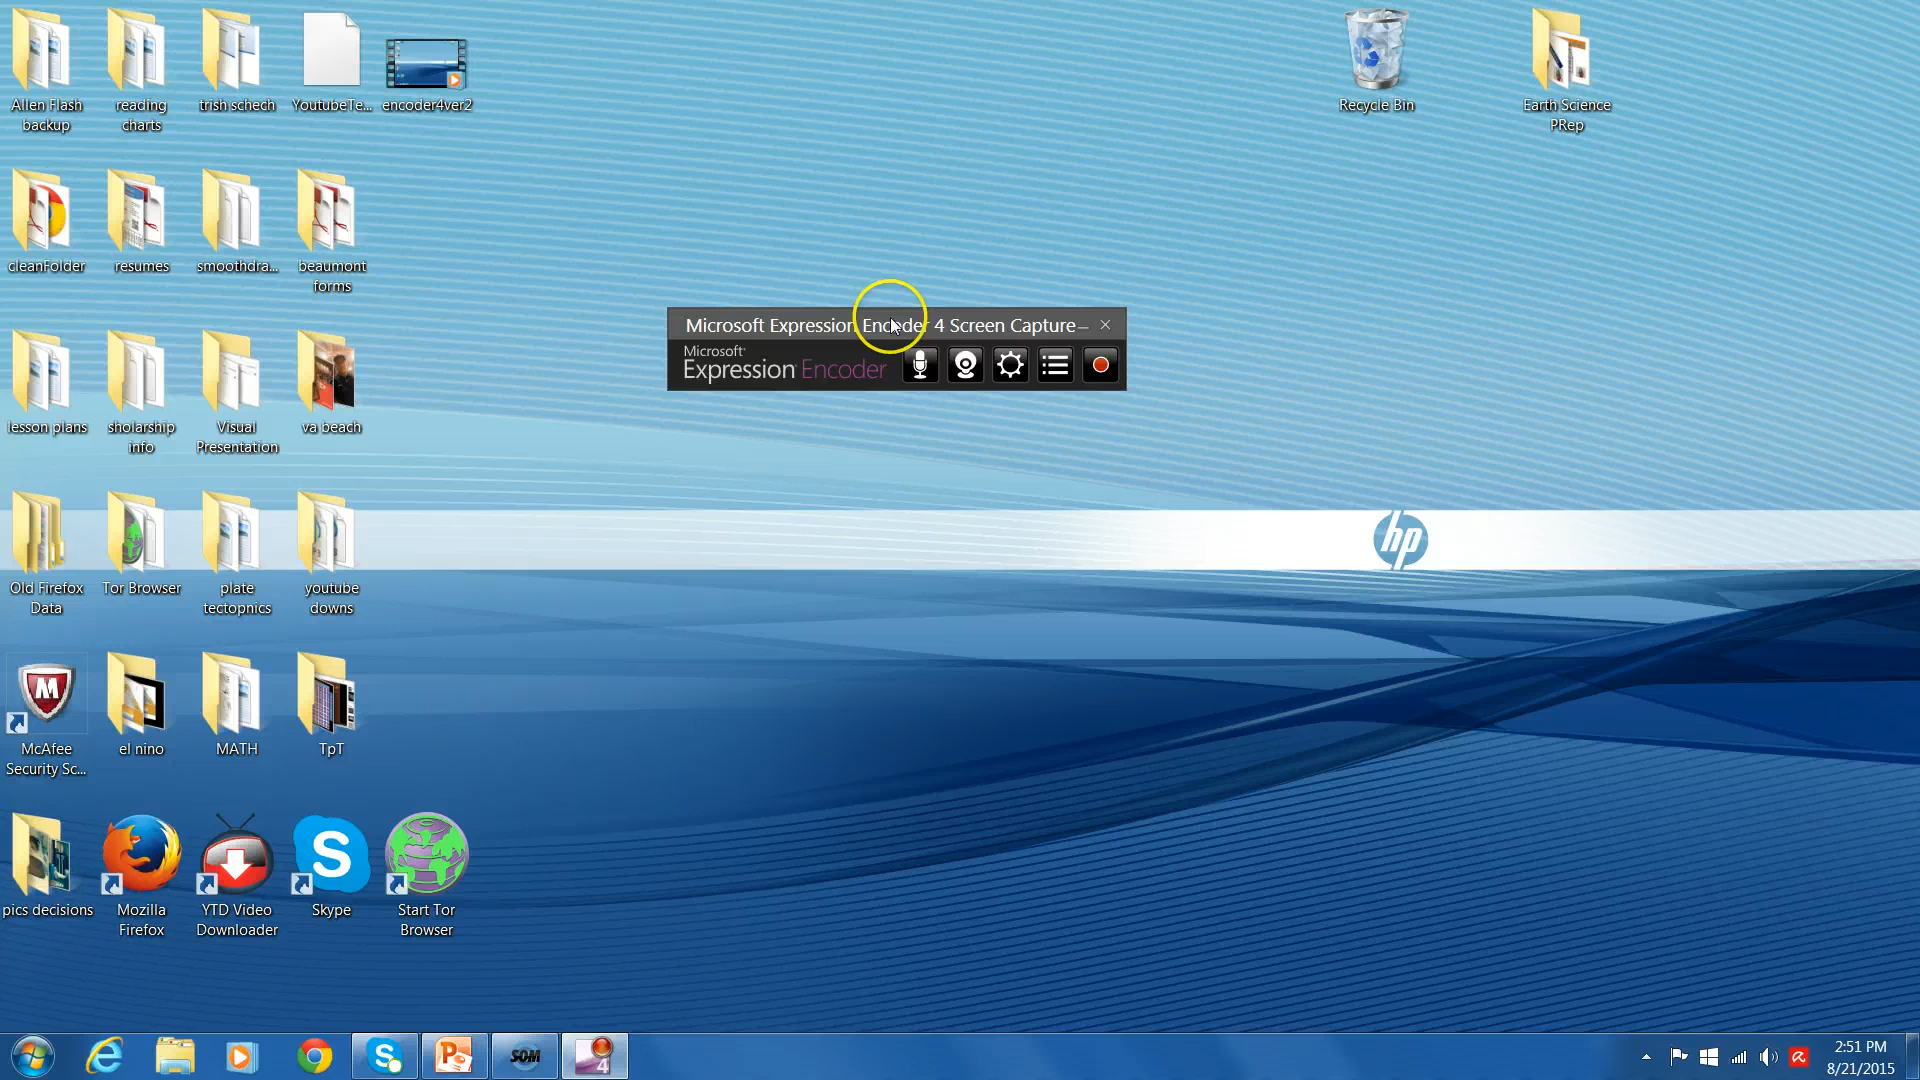 Allen Flash
backup
reading
charts
trish schech
YoutubeTe...
encoder4ver2
Recycle Bin
Earth Science
PRep
cleanFolder
resumes
smoothdra...
beaumont
forms
Microsoft Expression Encoder 4 Screen Capture
Microsoft
Expression Encoder
lesson plans
sholarship
info
Visual
Presentation
va beach
hp
Old Firefox
Data
Tor Browser
plate
tectopnics
youtube
downs
M
McAfee
Security Sc...
el nino
MATH
TpT
S
pics decisions
Mozilla
Firefox
YTD Video
Downloader
Skype
Start Tor
Browser
S
P
SOM
4
2:51 PM
8/21/2015